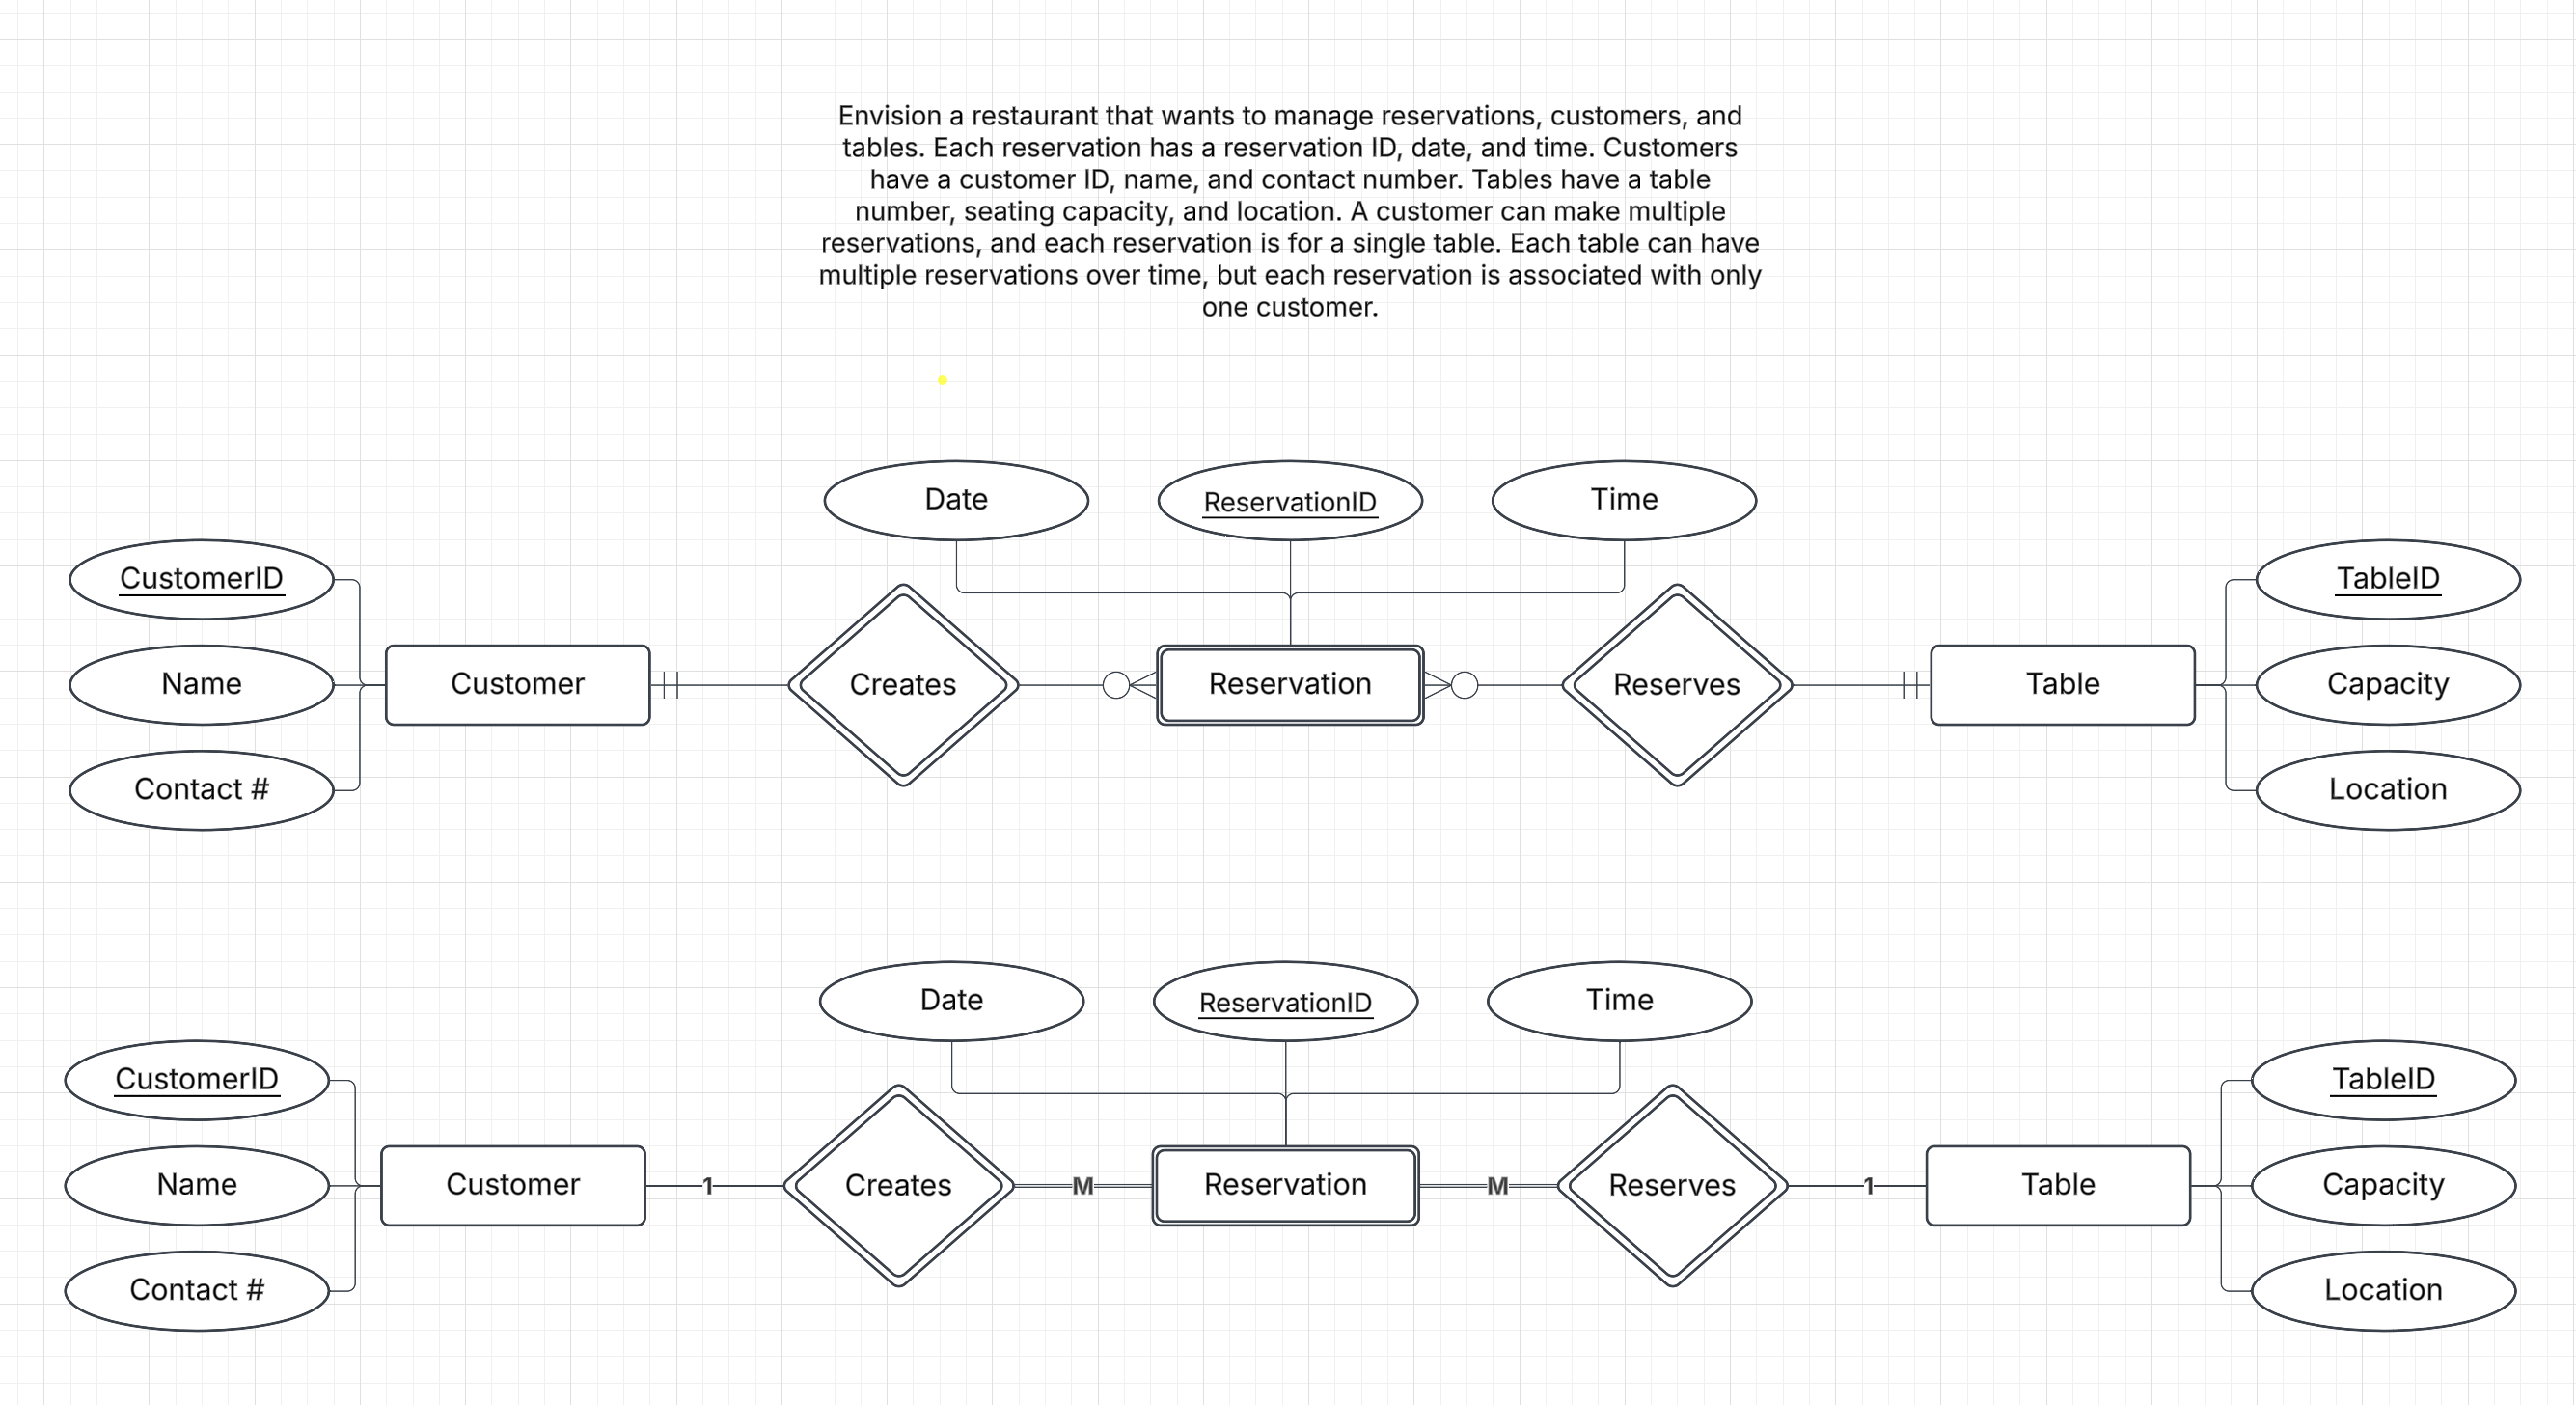 Envision a restaurant that wants to manage reservations, customers, and
tables. Each reservation has a reservation ID, date, and time. Customers
have a customer ID, name, and contact number. Tables have a table
number, seating capacity, and location. A customer can make multiple
reservations, and each reservation is for a single table. Each table can have
multiple reservations over time, but each reservation is associated with only
one customer.
Date
ReservationID
Time
CustomerID
Name
Contact #
Customer
Creates
Reservation
Reserves
Table
TableID
Capacity
Location
Date
ReservationID
Time
CustomerID
Name
Contact #
Customer
1
Creates
M
Reservation
M
Reserves
1
Table
TableID
Capacity
Location